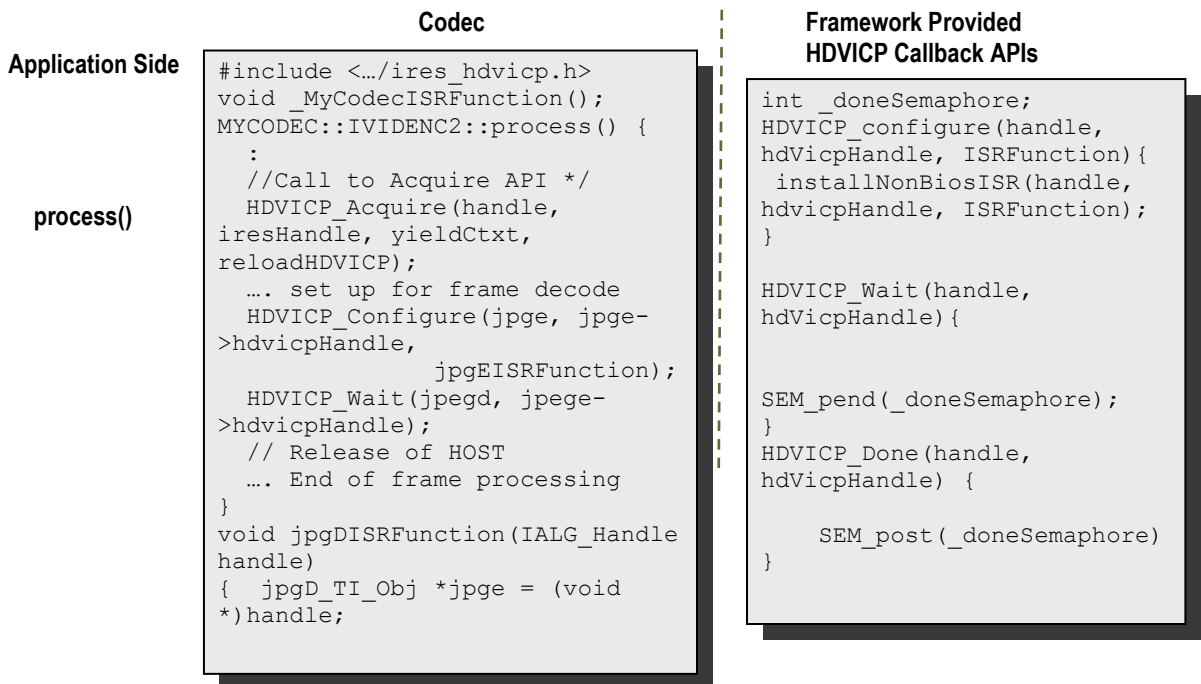 Codec
Framework Provided
HDVICP Callback APIs
Application Side
process()
#include <…/ires_hdvicp.h>
void _MyCodecISRFunction();
MYCODEC::IVIDENC2::process() {
:
//Call to Acquire API */
HDVICP_Acquire(handle,
iresHandle, yieldCtxt,
reloadHDVICP);
…. set up for frame decode
HDVICP_Configure(jpge, jpge-
>hdvicpHandle,
jpgEISRFunction);
HDVICP_Wait(jpegd, jpege-
>hdvicpHandle);
// Release of HOST
…. End of frame processing
}
void jpgDISRFunction(IALG_Handle
handle)
{ jpgD_TI_Obj *jpge = (void
*)handle;
int _doneSemaphore;
HDVICP_configure(handle,
hdVicpHandle, ISRFunction){
installNonBiosISR(handle,
hdvicpHandle, ISRFunction);
}
HDVICP_Wait(handle,
hdVicpHandle){
SEM_pend(_doneSemaphore);
}
HDVICP_Done(handle,
hdVicpHandle) {
SEM_post(_doneSemaphore)
}